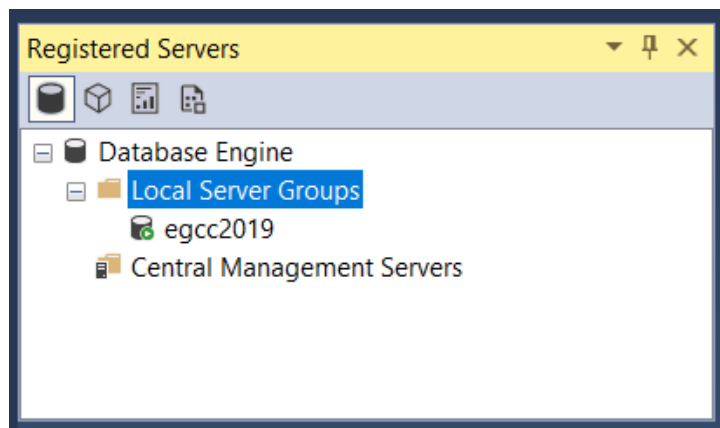 Registered Servers
Database Engine
Local Server Groups
egcc2019
Central Management Servers